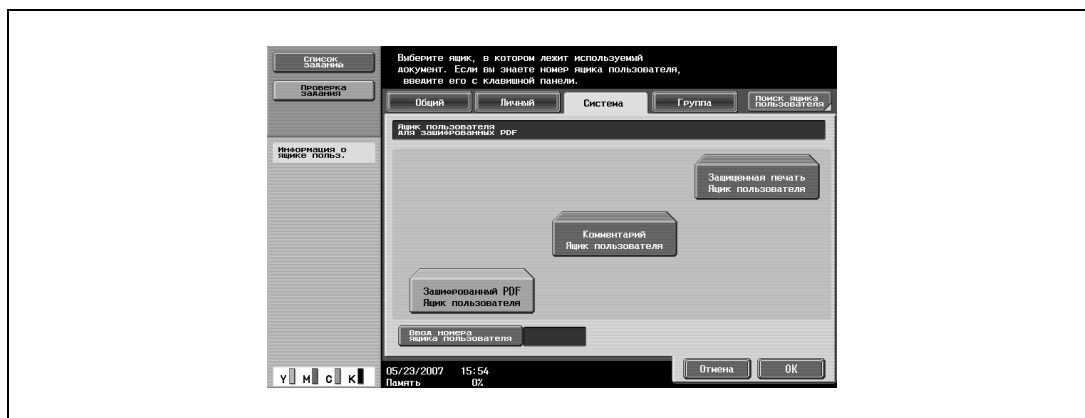 Список
задания
Проверка
задания
Информация о
ящике польз.
Выберите ящик, в котором лежит используемый
документ. Если вы знаете номер ящика пользователя,
введите его с клавишной панели.
Общий
Личный
Система
Группа
Поиск ящика
пользователя
Ящик пользователя
для зашифрованных PDF
Защищенная печать
Ящик пользователя
Комментарий
Ящик пользователя
Зашифрованный PDF
Ящик пользователя
Ввод номера
ящика пользователя
Отмена
OK
Y M C K
05/23/2007 15:54
Память 0%